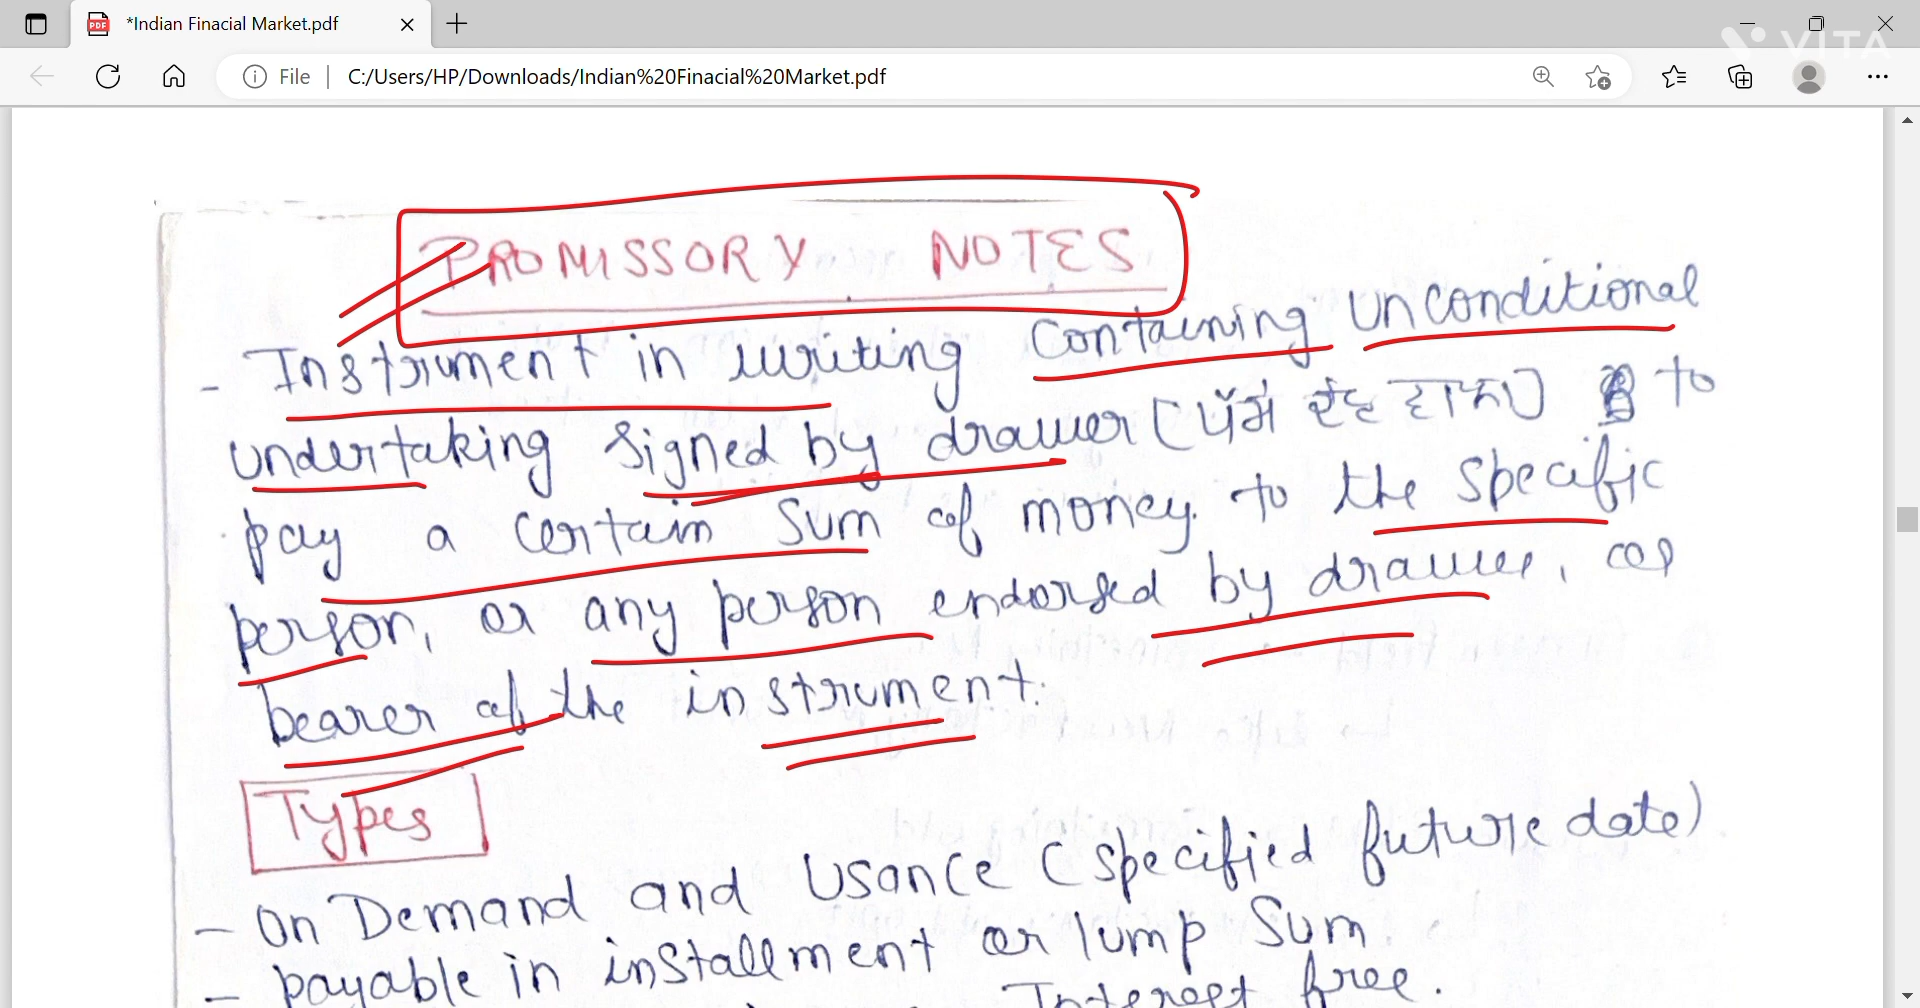 *Indian Finacial Market.pdf
VITA
File | C:/Users/HP/Downloads/Indian%20Finacial%20Market.pdf
PROMISSORY NOTES
- Instrument in writing Containing Unconditional
undertaking signed by drawer (ਪੈਸੇ ਦੇਣ ਵਾਲਾ) to
pay a certain sum of money. to the specific
person, or any person endorsed by drawer, or
bearer of the instrument.
Types
- On Demand and Usance (specified future date)
- payable in installment or lump sum
Interest free.